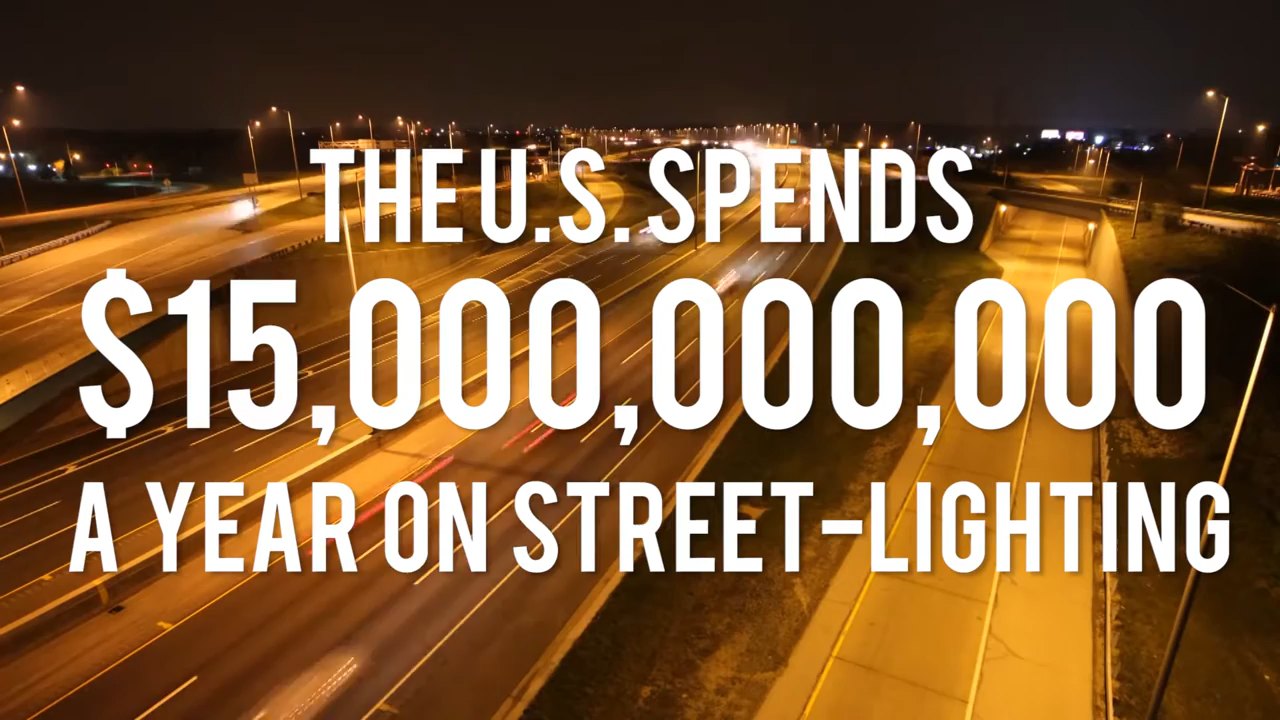 THE U.S. SPENDS
$15,000,000,000
A YEAR ON STREET-LIGHTING